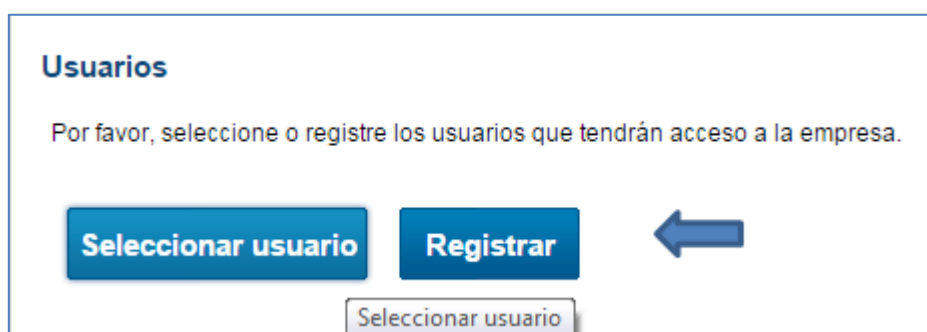 Usuarios
Por favor, seleccione o registre los usuarios que tendrán acceso a la empresa.
Seleccionar usuario Registrar
Seleccionar usuario